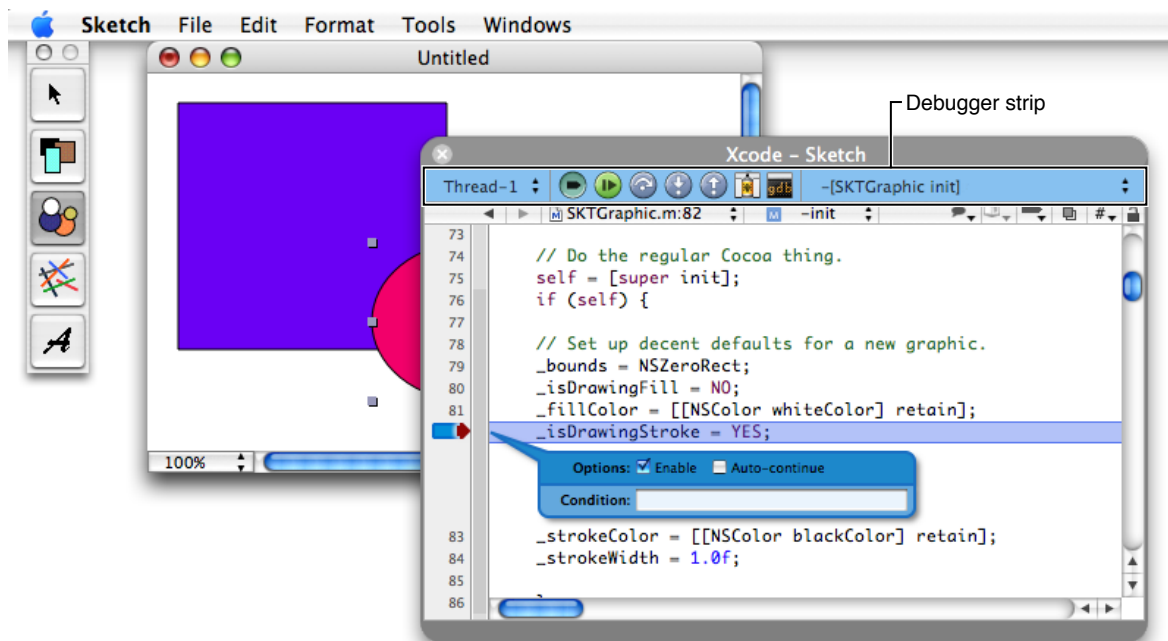 Sketch File Edit Format Tools Windows
Untitled
Debugger strip
Xcode – Sketch
Thread-1 gdb -[SKTGraphic init]
M SKTGraphic.m:82 M -init #
73
74 // Do the regular Cocoa thing.
75 self = [super init];
76 if (self) {
77
78 // Set up decent defaults for a new graphic.
79 _bounds = NSZeroRect;
80 _isDrawingFill = NO;
81 _fillColor = [[NSColor whiteColor] retain];
_isDrawingStroke = YES;
Options: Enable Auto-continue
Condition:
83 _strokeColor = [[NSColor blackColor] retain];
84 _strokeWidth = 1.0f;
85
86 }
A
100%